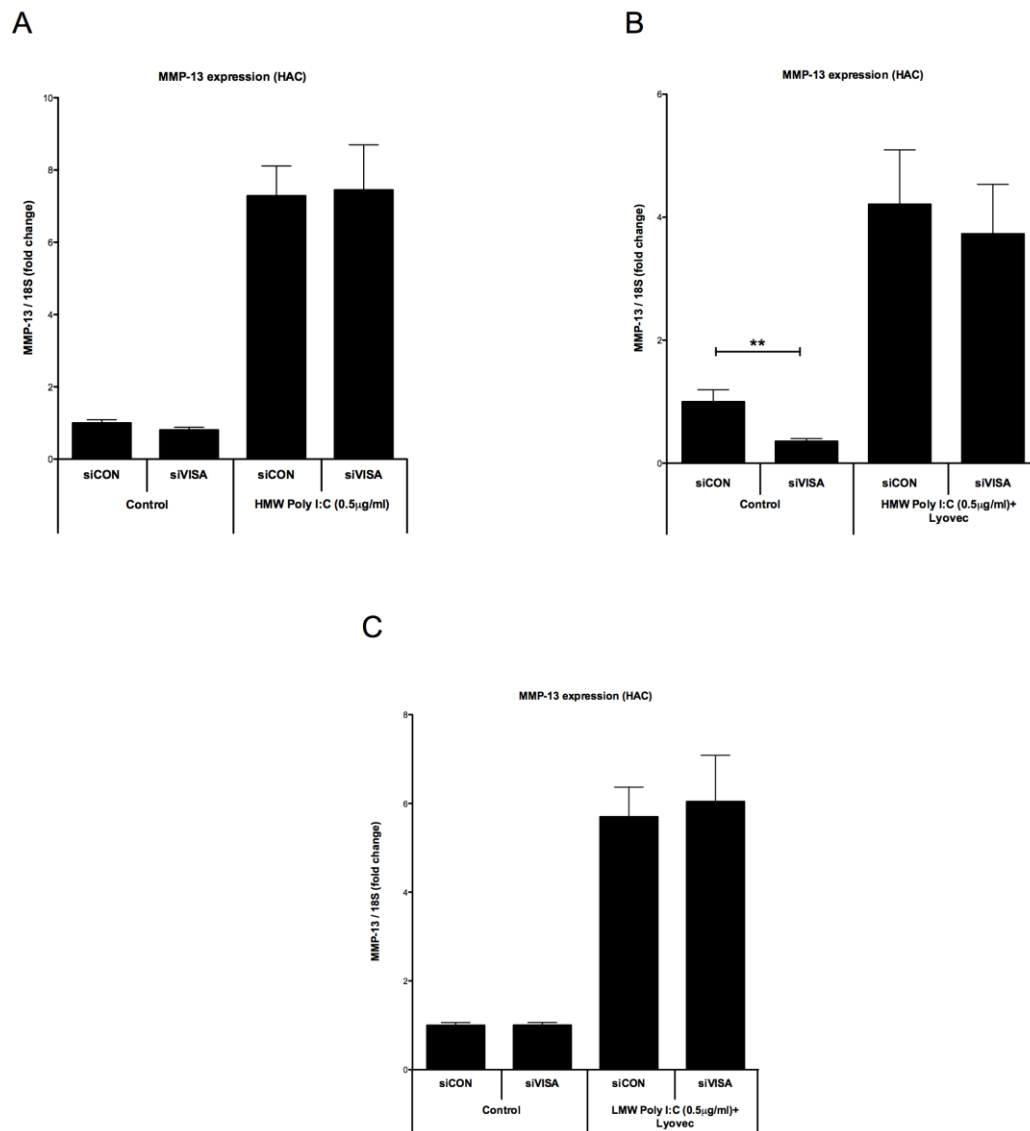 A
MMP-13 expression (HAC)
MMP-13 / 18S (fold change)
10
8
6
4
2
0
siCON siVISA siCON siVISA
Control HMW Poly I:C (0.5µg/ml)
B
MMP-13 expression (HAC)
MMP-13 / 18S (fold change)
6
4
2
0
**
siCON siVISA siCON siVISA
Control HMW Poly I:C (0.5µg/ml)+
Lyovec
C
MMP-13 expression (HAC)
MMP-13 / 18S (fold change)
8
6
4
2
0
siCON siVISA siCON siVISA
Control LMW Poly I:C (0.5µg/ml)+
Lyovec